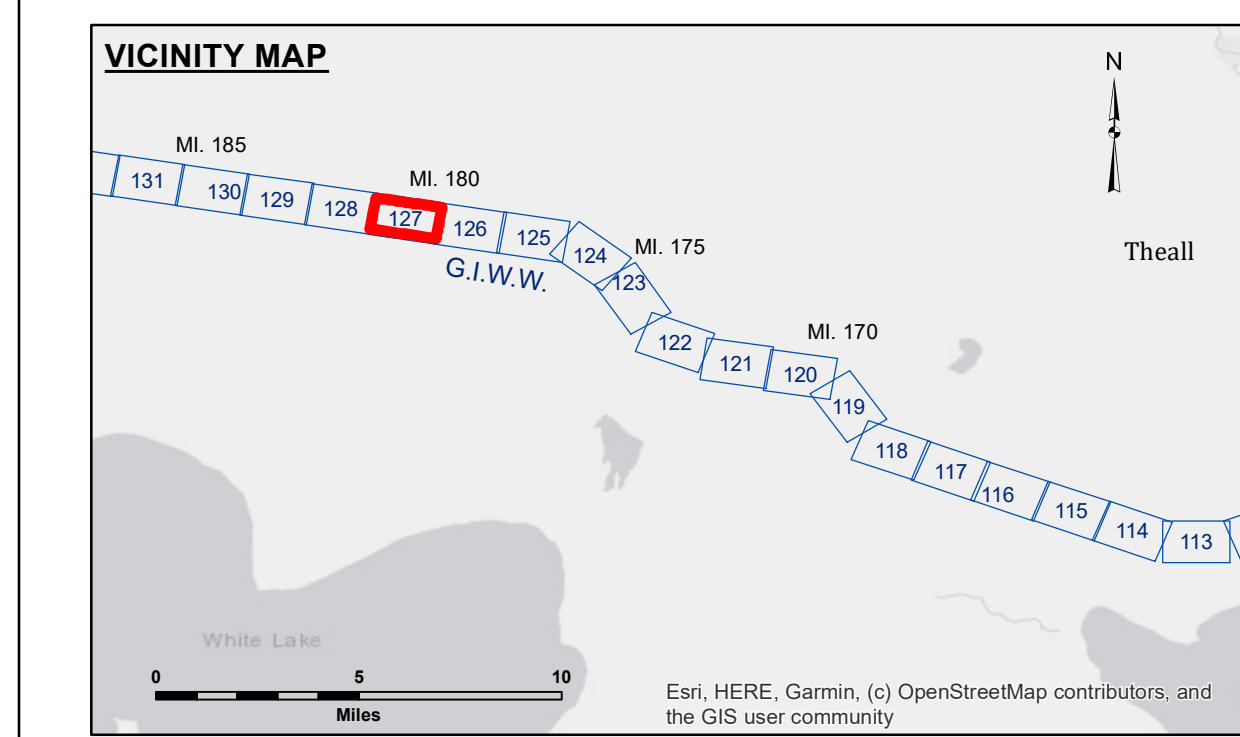 VICINITY MAP
N
MI. 185
MI. 180
131
130
129
128
127
126
125
124
MI. 175
Theall
G.I.W.W.
123
122
121
120
MI. 170
119
118
117
116
115
114
113
White Lake
0 5 10
Miles
Esri, HERE, Garmin, (c) OpenStreetMap contributors, and
the GIS user community